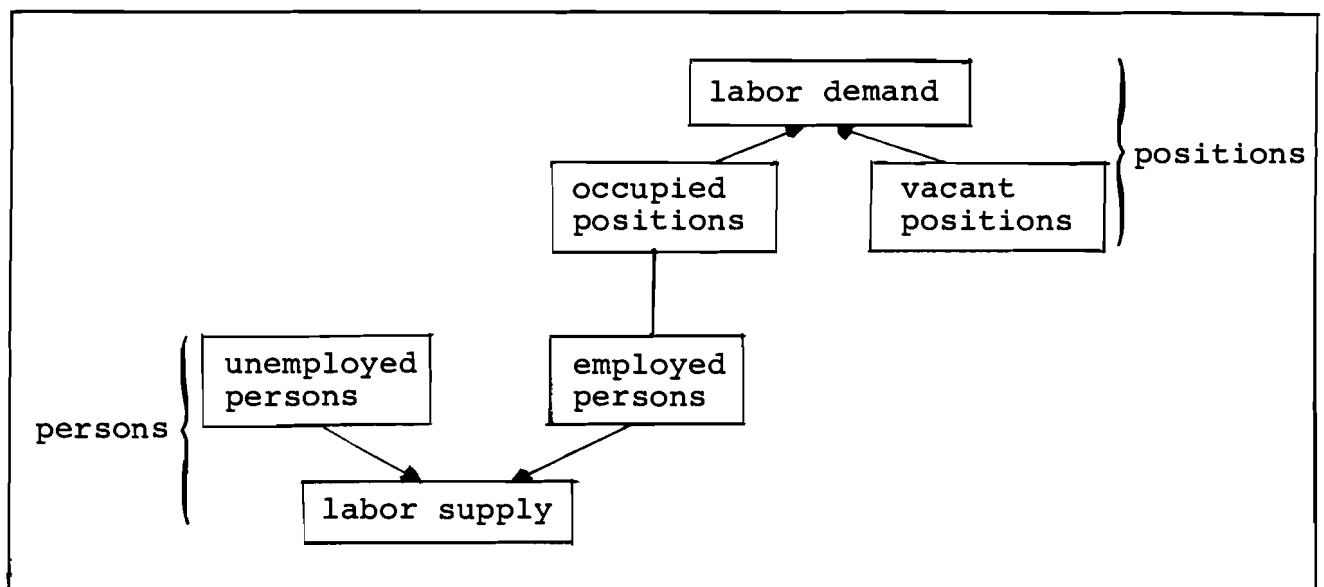 labor demand
positions
occupied
positions
vacant
positions
unemployed
persons
employed
persons
persons
labor supply